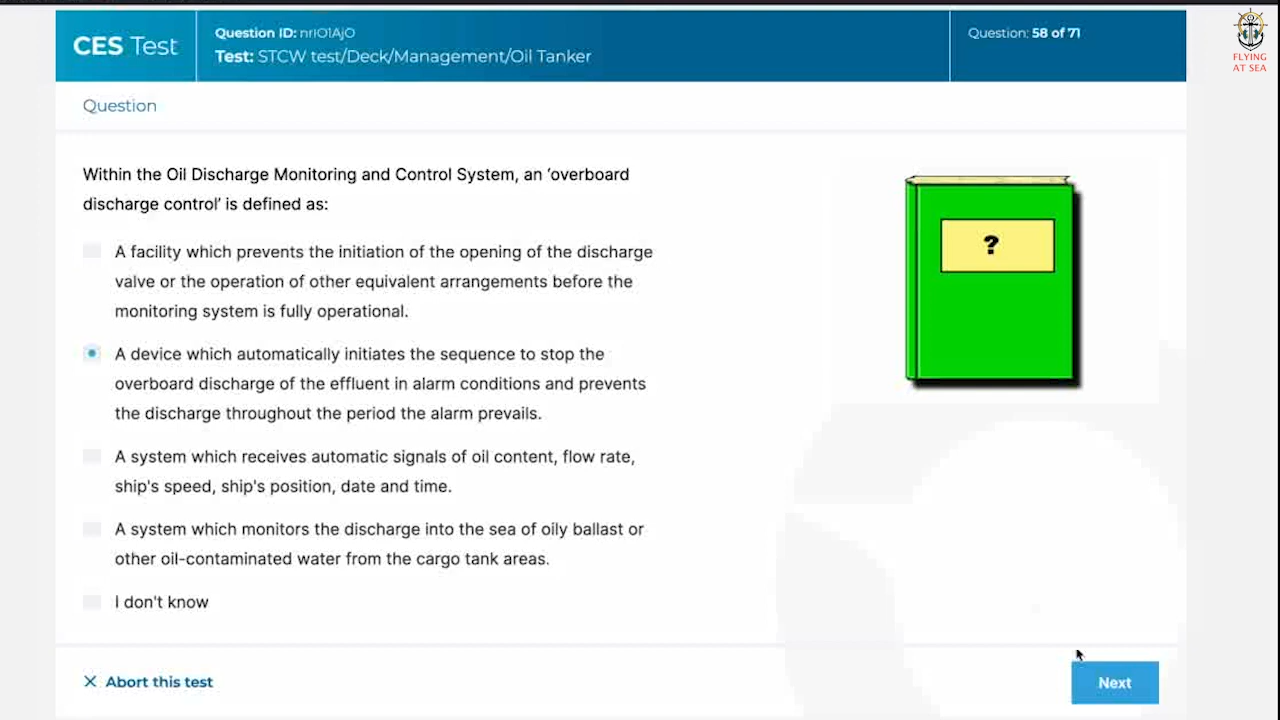 CES Test
Question ID: nrIO1AjO
Test: STCW test/Deck/Management/Oil Tanker
Question: 58 of 71
FLYING
AT SEA
Question
Within the Oil Discharge Monitoring and Control System, an ‘overboard
discharge control’ is defined as:
A facility which prevents the initiation of the opening of the discharge
valve or the operation of other equivalent arrangements before the
monitoring system is fully operational.
A device which automatically initiates the sequence to stop the
overboard discharge of the effluent in alarm conditions and prevents
the discharge throughout the period the alarm prevails.
A system which receives automatic signals of oil content, flow rate,
ship's speed, ship's position, date and time.
A system which monitors the discharge into the sea of oily ballast or
other oil-contaminated water from the cargo tank areas.
I don't know
?
Abort this test
Next